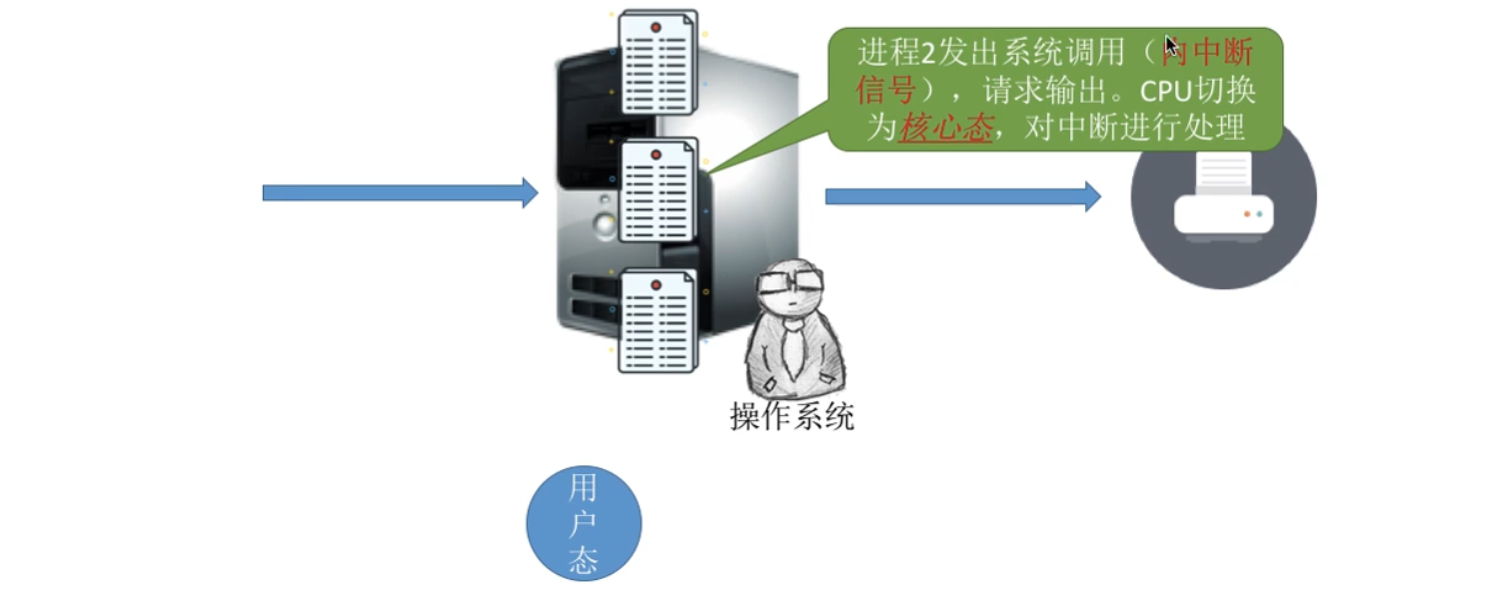 进程2发出系统调用（内中断
信号），请求输出。CPU切换
为核心态，对中断进行处理
操作系统
用
户
态